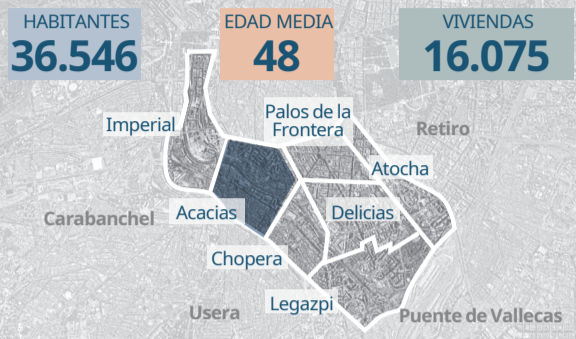 HABITANTES
36.546
EDAD MEDIA
48
VIVIENDAS
16.075
Imperial
Palos de la
Frontera
Retiro
Atocha
Carabanchel
Acacias
Delicias
Chopera
Legazpi
Usera
Puente de Vallecas